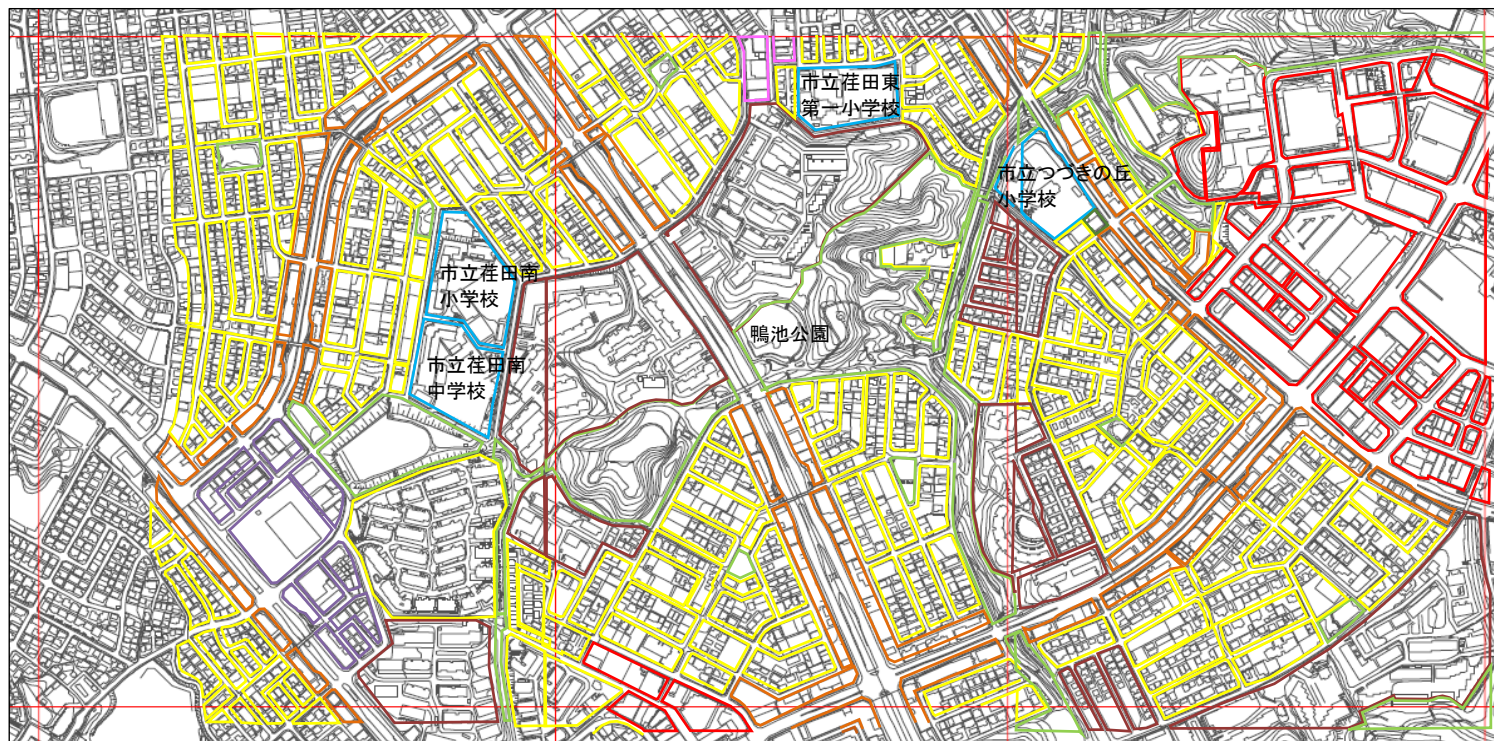 市立荏田東
第一小学校
市立つづきの丘
小学校
市立荏田南
小学校
鴨池公園
市立荏田南
中学校